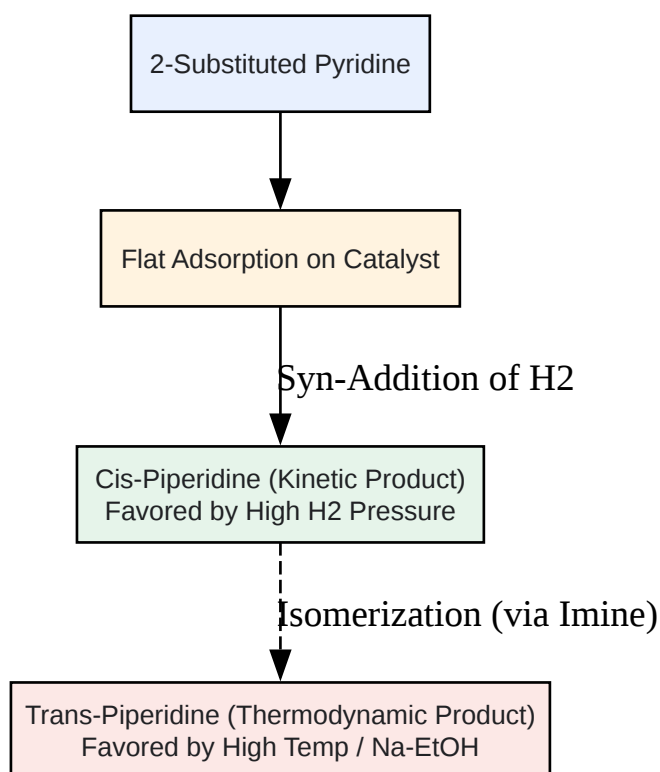 2-Substituted Pyridine
Flat Adsorption on Catalyst
Syn-Addition of H2
Cis-Piperidine (Kinetic Product)
Favored by High H2 Pressure
Isomerization (via Imine)
Trans-Piperidine (Thermodynamic Product)
Favored by High Temp / Na-EtOH